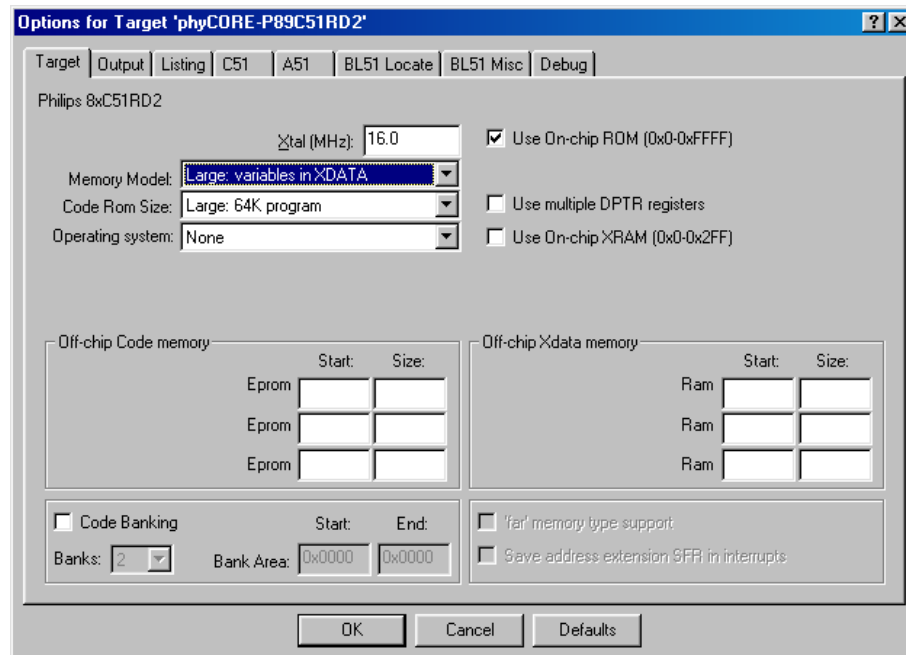 Options for Target 'phyCORE-P89C51RD2'
Target Output Listing C51 A51 BL51 Locate BL51 Misc Debug
Philips 8xC51RD2
Xtal (MHz): 16.0 Use On-chip ROM (0x0-0xFFFF)
Memory Model: Large: variables in XDATA
Code Rom Size: Large: 64K program Use multiple DPTR registers
Operating system: None Use On-chip XRAM (0x0-0x2FF)
Off-chip Code memory Off-chip Xdata memory
Start: Size: Start: Size:
Eprom Ram
Eprom Ram
Eprom Ram
Code Banking Start: End: 'far' memory type support
Banks: 2 Bank Area: 0x0000 0x0000 Save address extension SFR in interrupts
OK Cancel Defaults